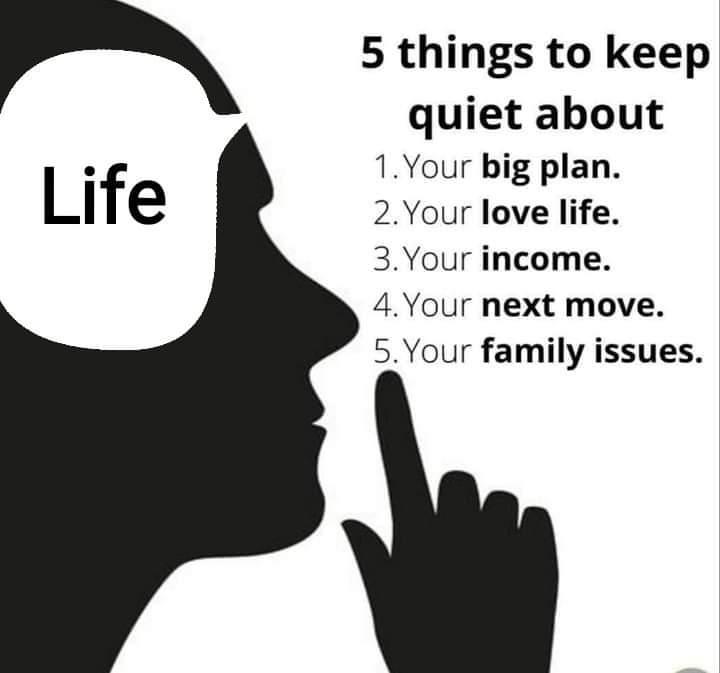 5 things to keep
quiet about
1.Your big plan.
2.Your love life.
3.Your income.
4.Your next move.
5.Your family issues.
Life